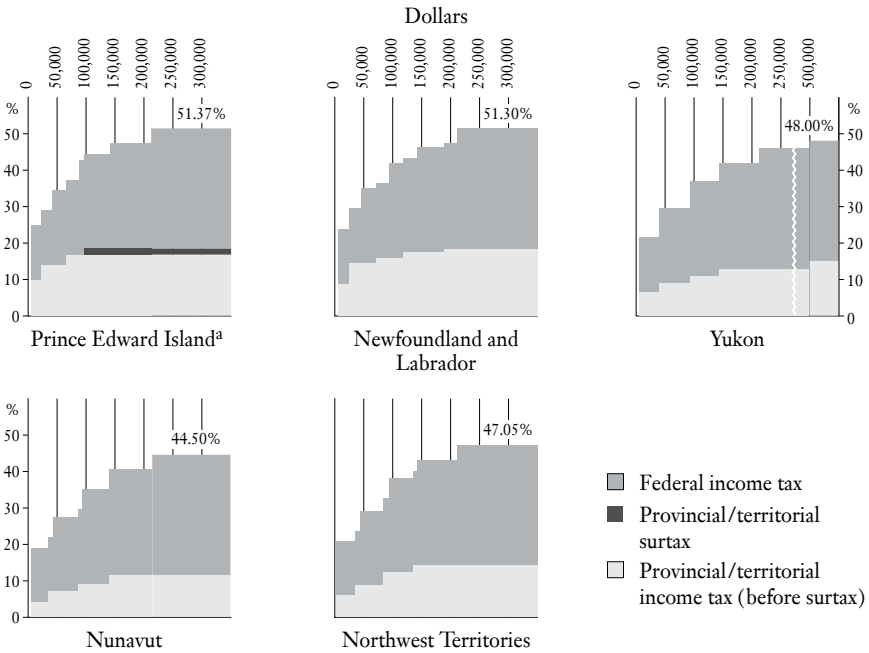 Dollars
0 50,000 100,000 150,000 200,000 250,000 300,000
0 50,000 100,000 150,000 200,000 250,000 300,000
0 50,000 100,000 150,000 200,000 250,000 500,000
%
50
40
30
20
10
0
51.37%
51.30%
48.00%
%
50
40
30
20
10
0
Prince Edward Islandᵃ
Newfoundland and
Labrador
Yukon
%
50
40
30
20
10
0
44.50%
47.05%
Nunavut
Northwest Territories
Federal income tax
Provincial/territorial
surtax
Provincial/territorial
income tax (before surtax)